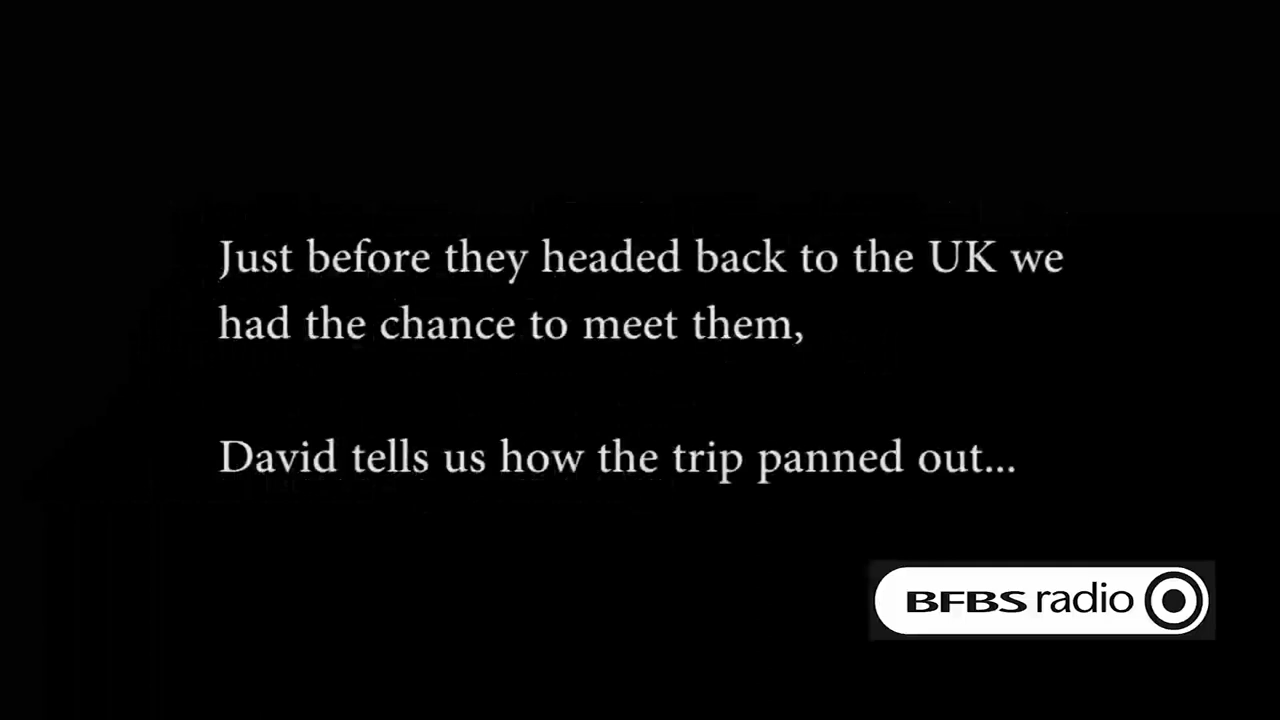 Just before they headed back to the UK we
had the chance to meet them,
David tells us how the trip panned out...
BFBS radio